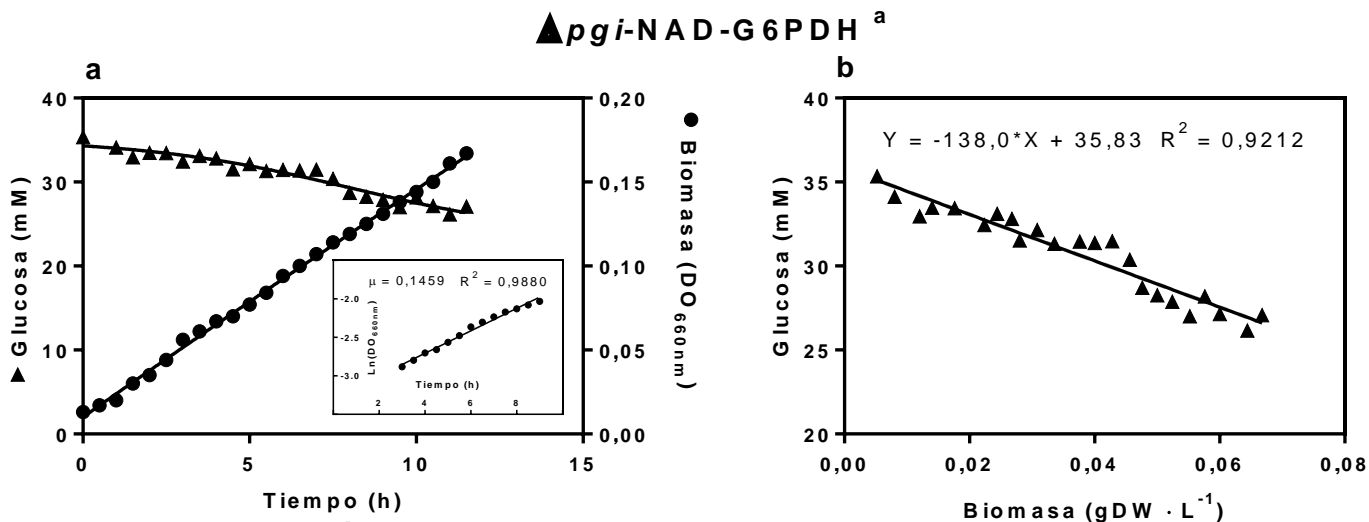 ▲pgi-NAD-G6PDH a
a
40
30
20
10
0
▲ Glucosa (mM)
0,20
0,15
0,10
0,05
0,00
● Biomasa (DO660nm)
0 5 10 15
Tiempo (h)
μ = 0,1459 R2 = 0,9880
-2.0
-2.5
-3.0
Ln(DO660nm)
Tiempo (h)
2 4 6 8
b
Y = -138,0*X + 35,83 R2 = 0,9212
40
35
30
25
20
Glucosa (mM)
0,00 0,02 0,04 0,06 0,08
Biomasa (gDW · L-1)